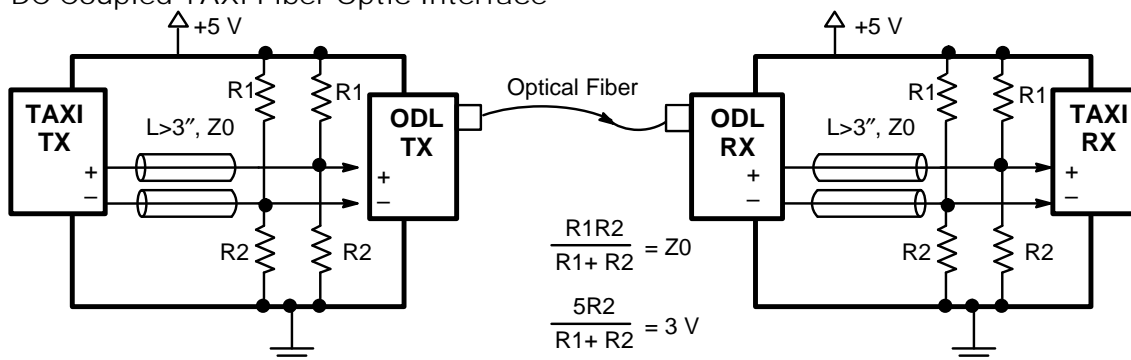 DC Coupled TAXI Fiber Optic Interface
+5 V
+5 V
R1
R1
Optical Fiber
R1
R1
TAXI
TX
L>3″, Z0
ODL
TX
ODL
RX
L>3″, Z0
TAXI
RX
+
–
+
–
+
–
+
–
R2
R2
R1R2
R1+ R2
= Z0
R2
R2
5R2
R1+ R2
= 3 V